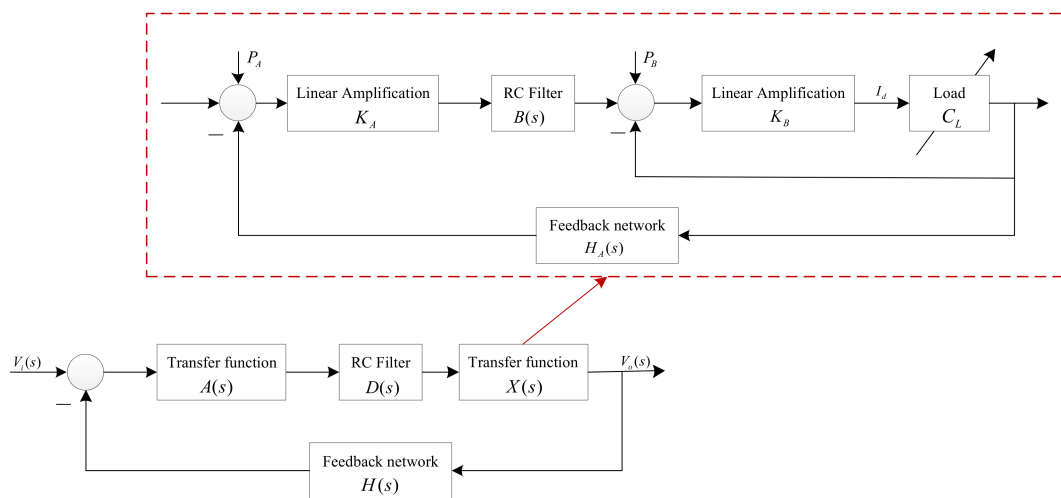 P_A
P_B
Linear Amplification
K_A
RC Filter
B(s)
Linear Amplification
K_B
I_d
Load
C_L
—
—
Feedback network
H_A(s)
V_i(s)
Transfer function
A(s)
RC Filter
D(s)
Transfer function
X(s)
V_o(s)
—
Feedback network
H(s)